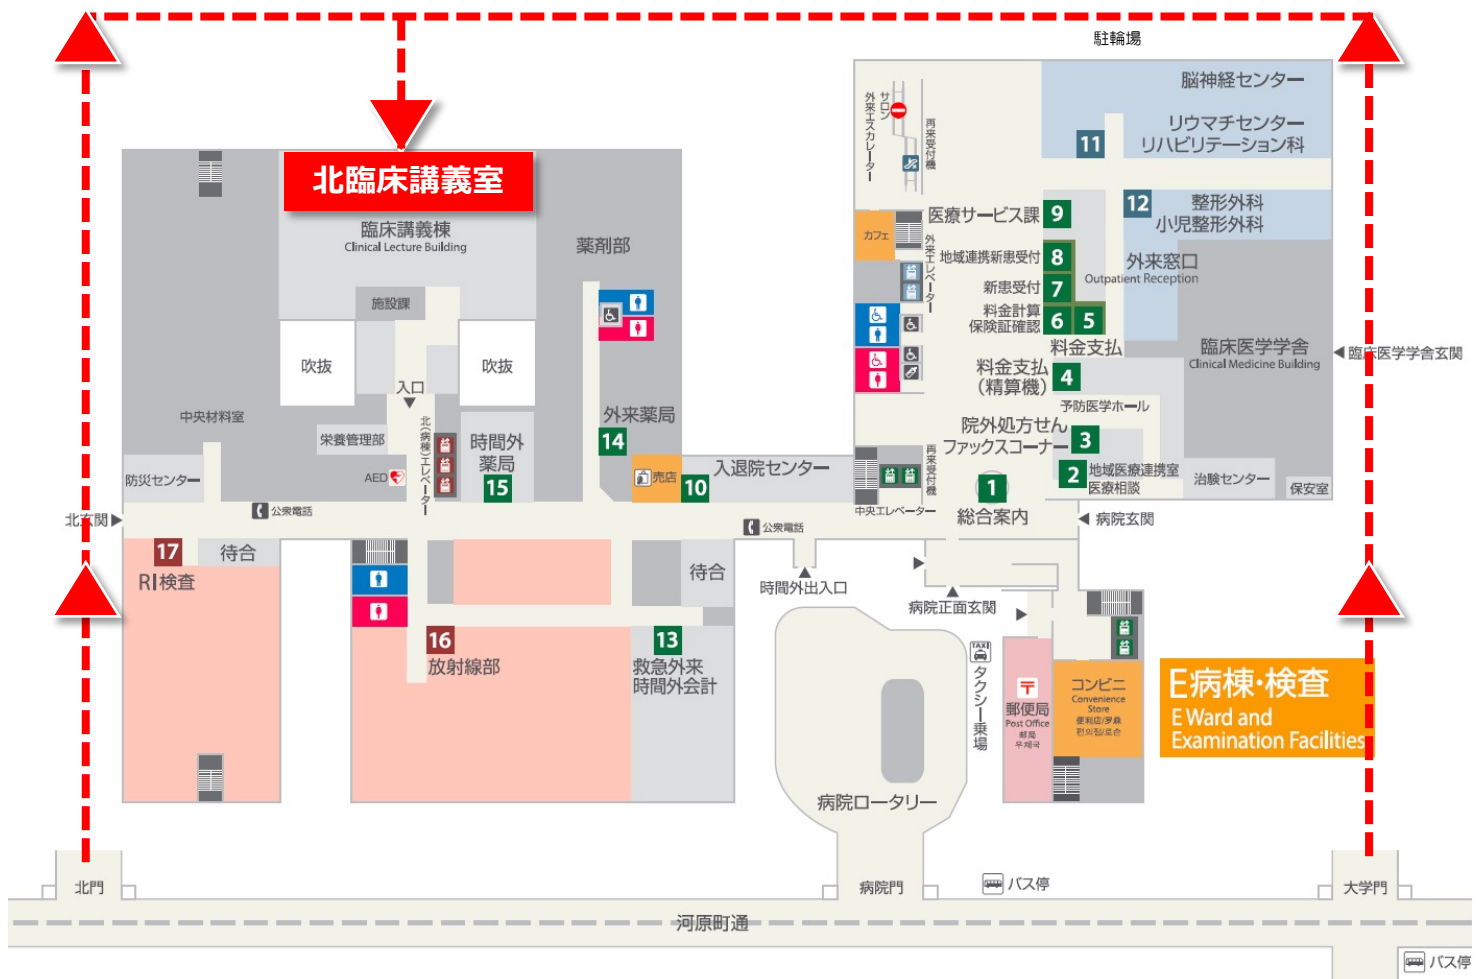 駐輪場
脳神経センター
リウマチセンター
リハビリテーション科
11
サロン
外来エスカレーター
再来受付機
北臨床講義室
臨床講義棟
Clinical Lecture Building
薬剤部
施設課
吹抜
吹抜
入口
中央材料室
栄養管理部
北(病棟)エレベーター
AED
時間外
薬局
15
外来薬局
14
防災センター
売店
10
入退院センター
公衆電話
北玄関
公衆電話
カフェ
外来エレベーター
医療サービス課
9
12
整形外科
小児整形外科
地域連携新患受付
8
外来窓口
Outpatient Reception
新患受付
7
料金計算
保険証確認
6
5
料金支払
臨床医学学舎
Clinical Medicine Building
臨床医学学舎玄関
料金支払
(精算機)
4
予防医学ホール
院外処方せん
ファックスコーナー
3
再来受付機
2
地域医療連携室
医療相談
治験センター
保安室
1
総合案内
中央エレベーター
病院玄関
17
待合
RI検査
待合
時間外出入口
病院正面玄関
16
放射線部
13
救急外来
時間外会計
TAXI
タクシー乗場
郵便局
Post Office
邮局
우체국
コンビニ
Convenience
Store
便利店/罗森
편의점/로손
E病棟・検査
E Ward and
Examination Facilities
病院ロータリー
北門
病院門
バス停
大学門
河原町通
バス停